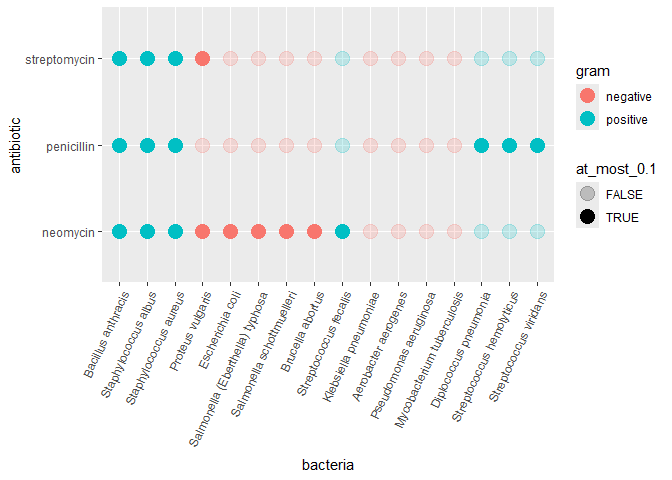 streptomycin
penicillin
neomycin
antibiotic
Bacillus anthracis
Staphylococcus albus
Staphylococcus aureus
Proteus vulgaris
Escherichia coli
Salmonella (Eberthella) typhosa
Salmonella schottmuelleri
Brucella abortus
Streptococcus fecalis
Klebsiella pneumoniae
Aerobacter aerogenes
Pseudomonas aeruginosa
Mycobacterium tuberculosis
Diplococcus pneumonia
Streptococcus hemolyticus
Streptococcus viridans
bacteria
gram
negative
positive
at_most_0.1
FALSE
TRUE